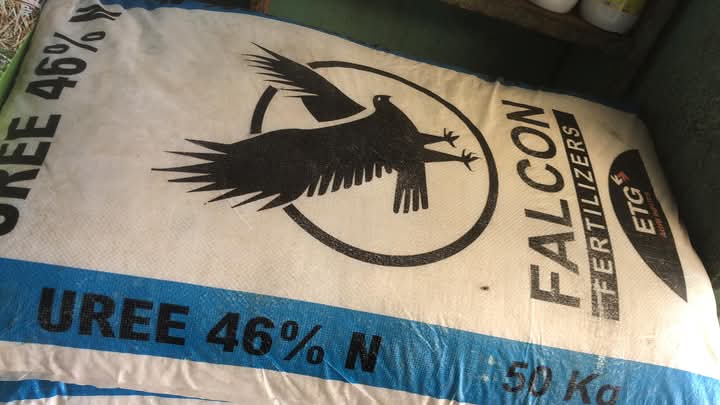 UREE 46% N
FALCON
FERTILIZERS
ETG
UREE 46% N
50 Kg